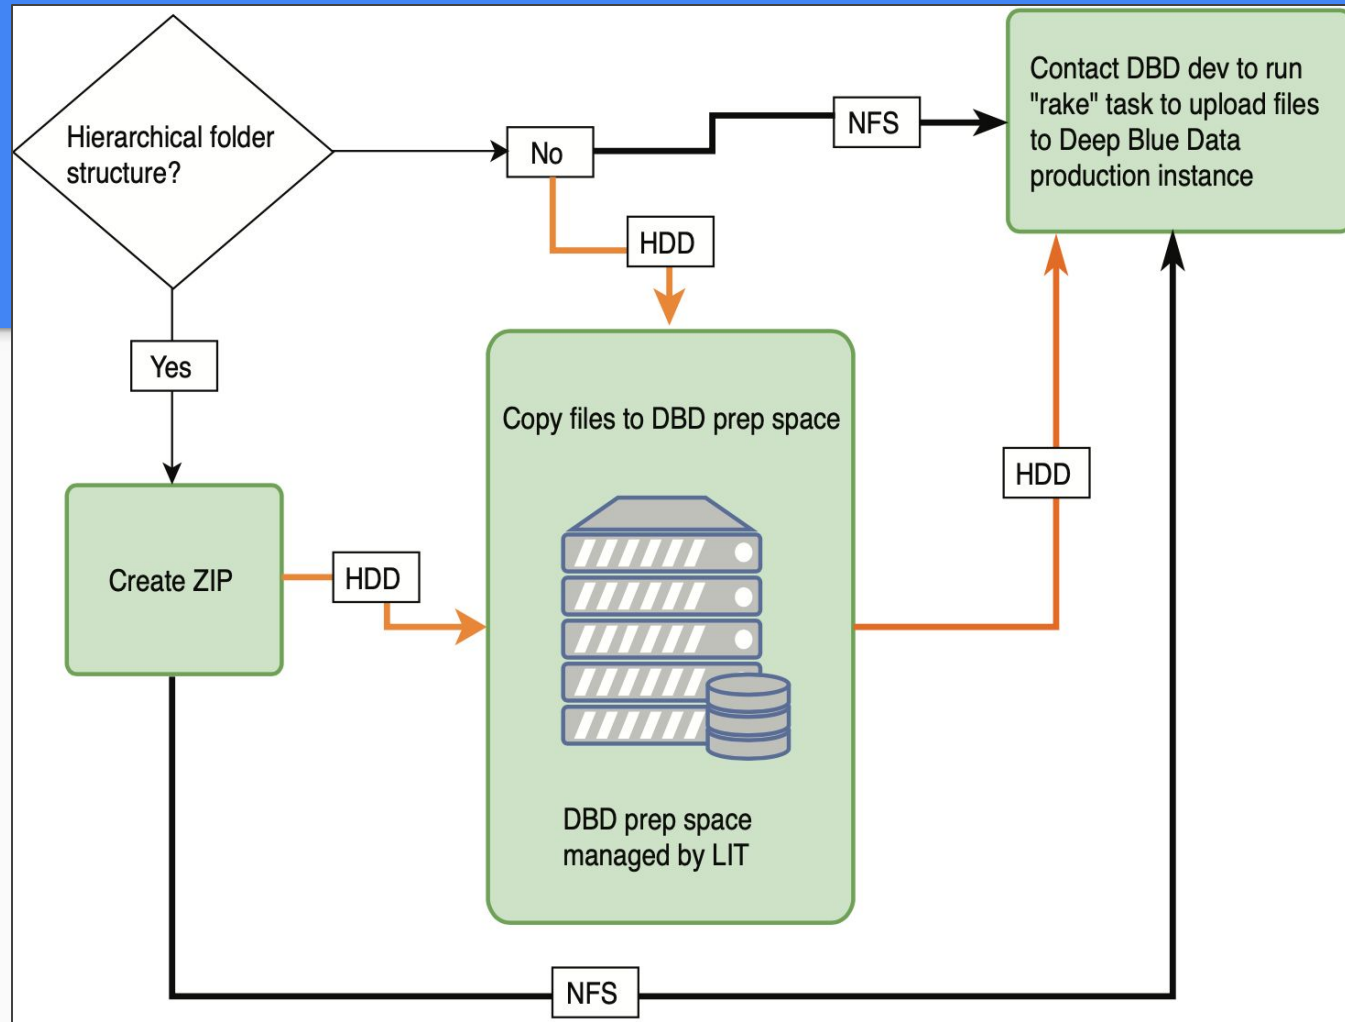 Hierarchical folder
structure?
No
NFS
Contact DBD dev to run
"rake" task to upload files
to Deep Blue Data
production instance
HDD
Yes
Copy files to DBD prep space
HDD
Create ZIP
HDD
DBD prep space
managed by LIT
NFS